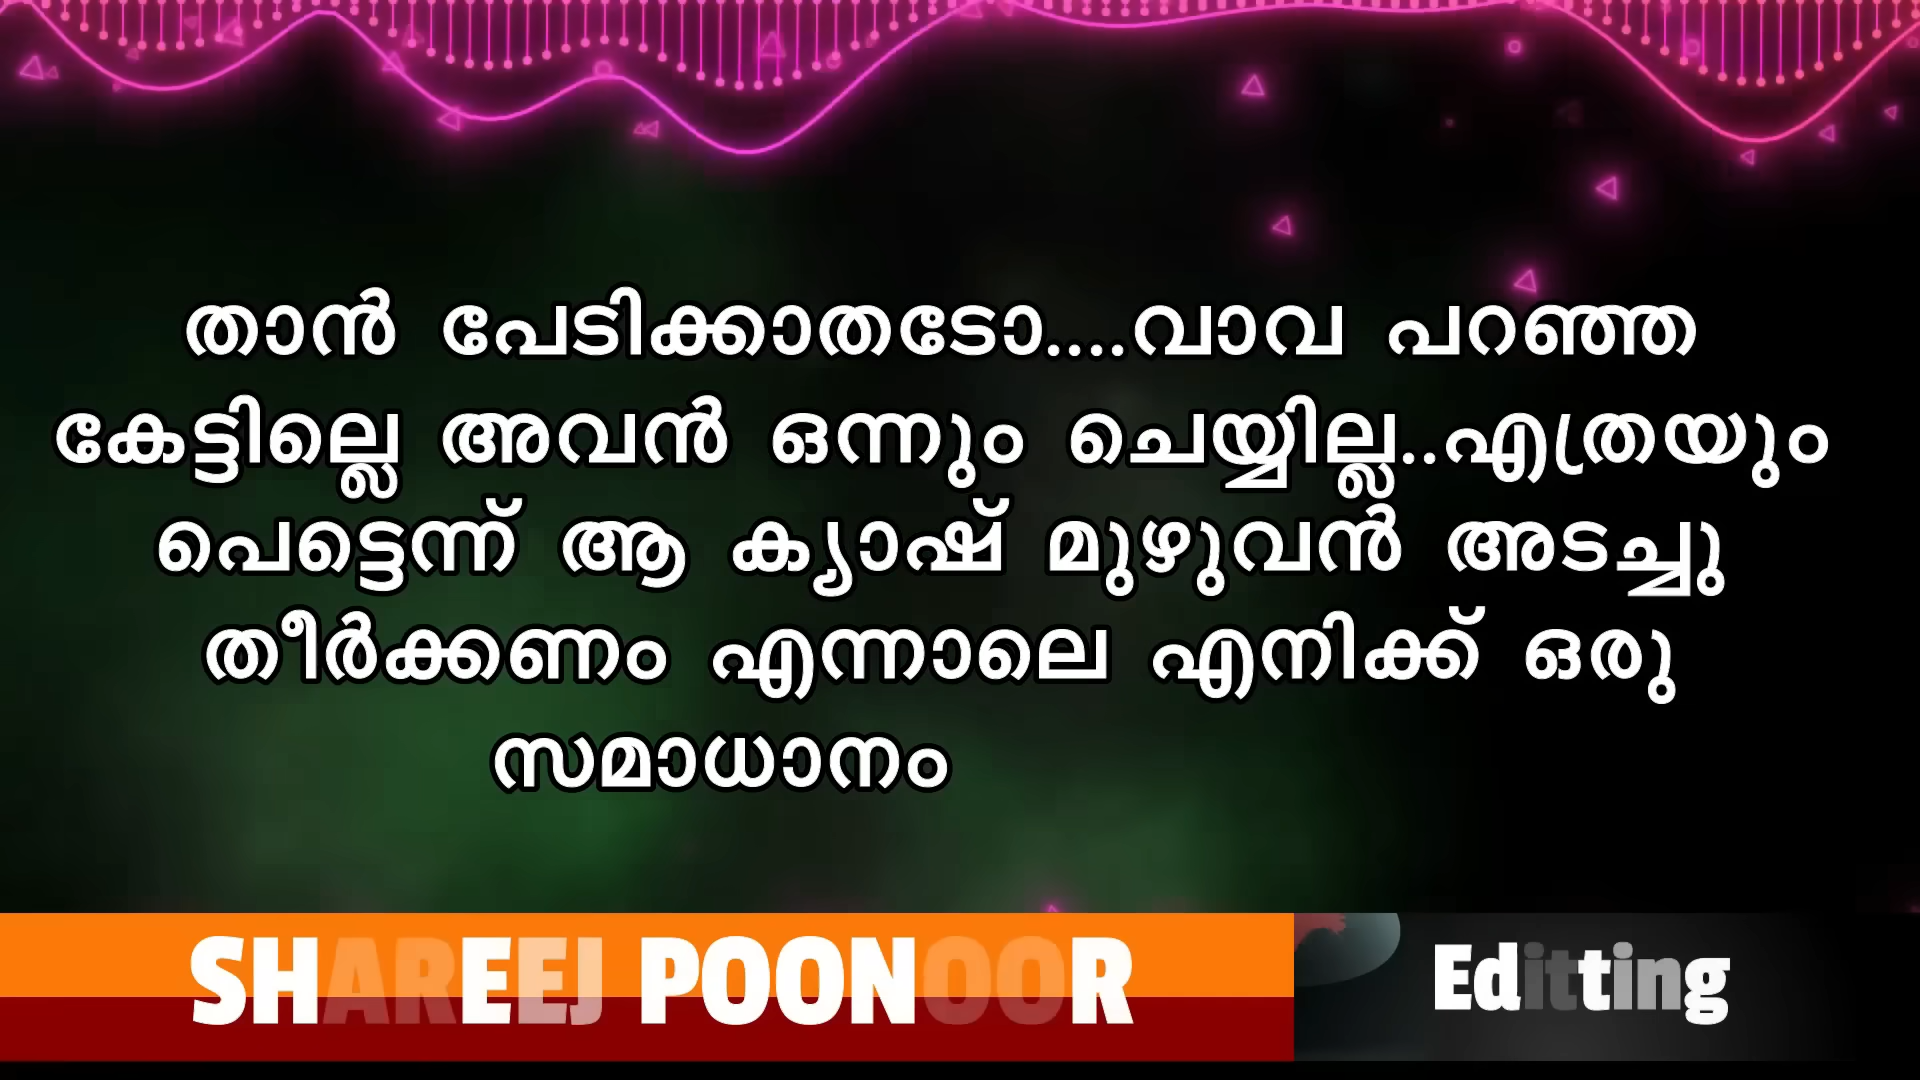 താൻ പേടിക്കാതടോ....വാവ പറഞ്ഞ
കേട്ടില്ലെ അവൻ ഒന്നും ചെയ്യില്ല..എത്രയും
പെട്ടെന്ന് ആ ക്യാഷ് മുഴുവൻ അടച്ചു
തീർക്കണം എന്നാലെ എനിക്ക് ഒരു
സമാധാനം
SHAREEJ POONOOR
Editting